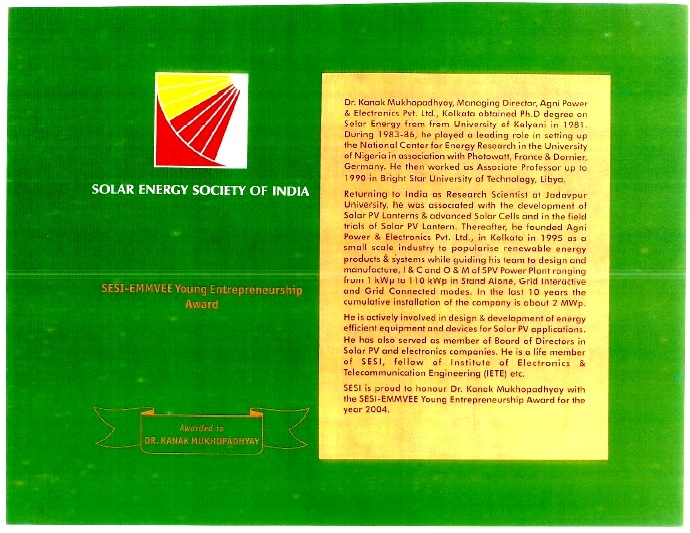 SOLAR ENERGY SOCIETY OF INDIA
SESI-EMMVEE Young Entrepreneurship
Award
Awarded to
DR. KANAK MUKHOPADHYAY
Dr. Kanak Mukhopadhyay, Managing Director, Agni Power
& Electronics Pvt. Ltd., Kolkata obtained Ph.D degree on
Solar Energy from from University of Kalyani in 1981.
During 1983-86, he played a leading role in setting up
the National Center for Energy Research in the University
of Nigeria in association with Photowatt, France & Dornier,
Germany. He then worked as Associate Professor up to
1990 in Bright Star University of Technology, Libya.
Returning to India as Research Scientist at Jadavpur
University, he was associated with the development of
Solar PV Lanterns & advanced Solar Cells and in the field
trials of Solar PV Lantern. Thereafter, he founded Agni
Power & Electronics Pvt. Ltd., in Kolkata in 1995 as a
small scale industry to popularise renewable energy
products & systems while guiding his team to design and
manufacture, I & C and O & M of SPV Power Plant ranging
from 1 kWp to 110 kWp in Stand Alone, Grid Interactive
and Grid Connected modes. In the last 10 years the
cumulative installation of the company is about 2 MWp.
He is actively involved in design & development of energy
efficient equipment and devices for Solar PV applications.
He has also served as member of Board of Directors in
Solar PV and electronics companies. He is a life member
of SESI, fellow of Institute of Electronics &
Telecommunication Engineering (IETE) etc.
SESI is proud to honour Dr. Kanak Mukhopadhyay with
the SESI-EMMVEE Young Entrepreneurship Award for the
year 2004.